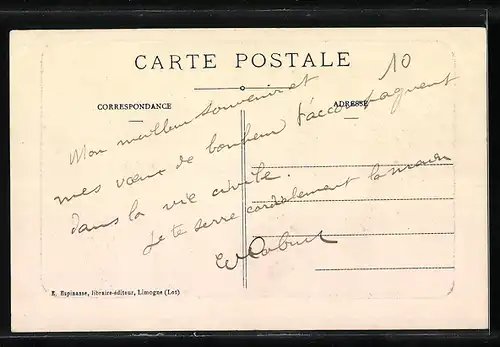 CARTE POSTALE
10
CORRESPONDANCE
ADRESSE
Mon meilleur souvenir et
mes vœux de bonheur t'accompagnent
dans la vie civile.
Je te serre cordialement la main
E. Espinasse, libraire-éditeur, Limogne (Lot)